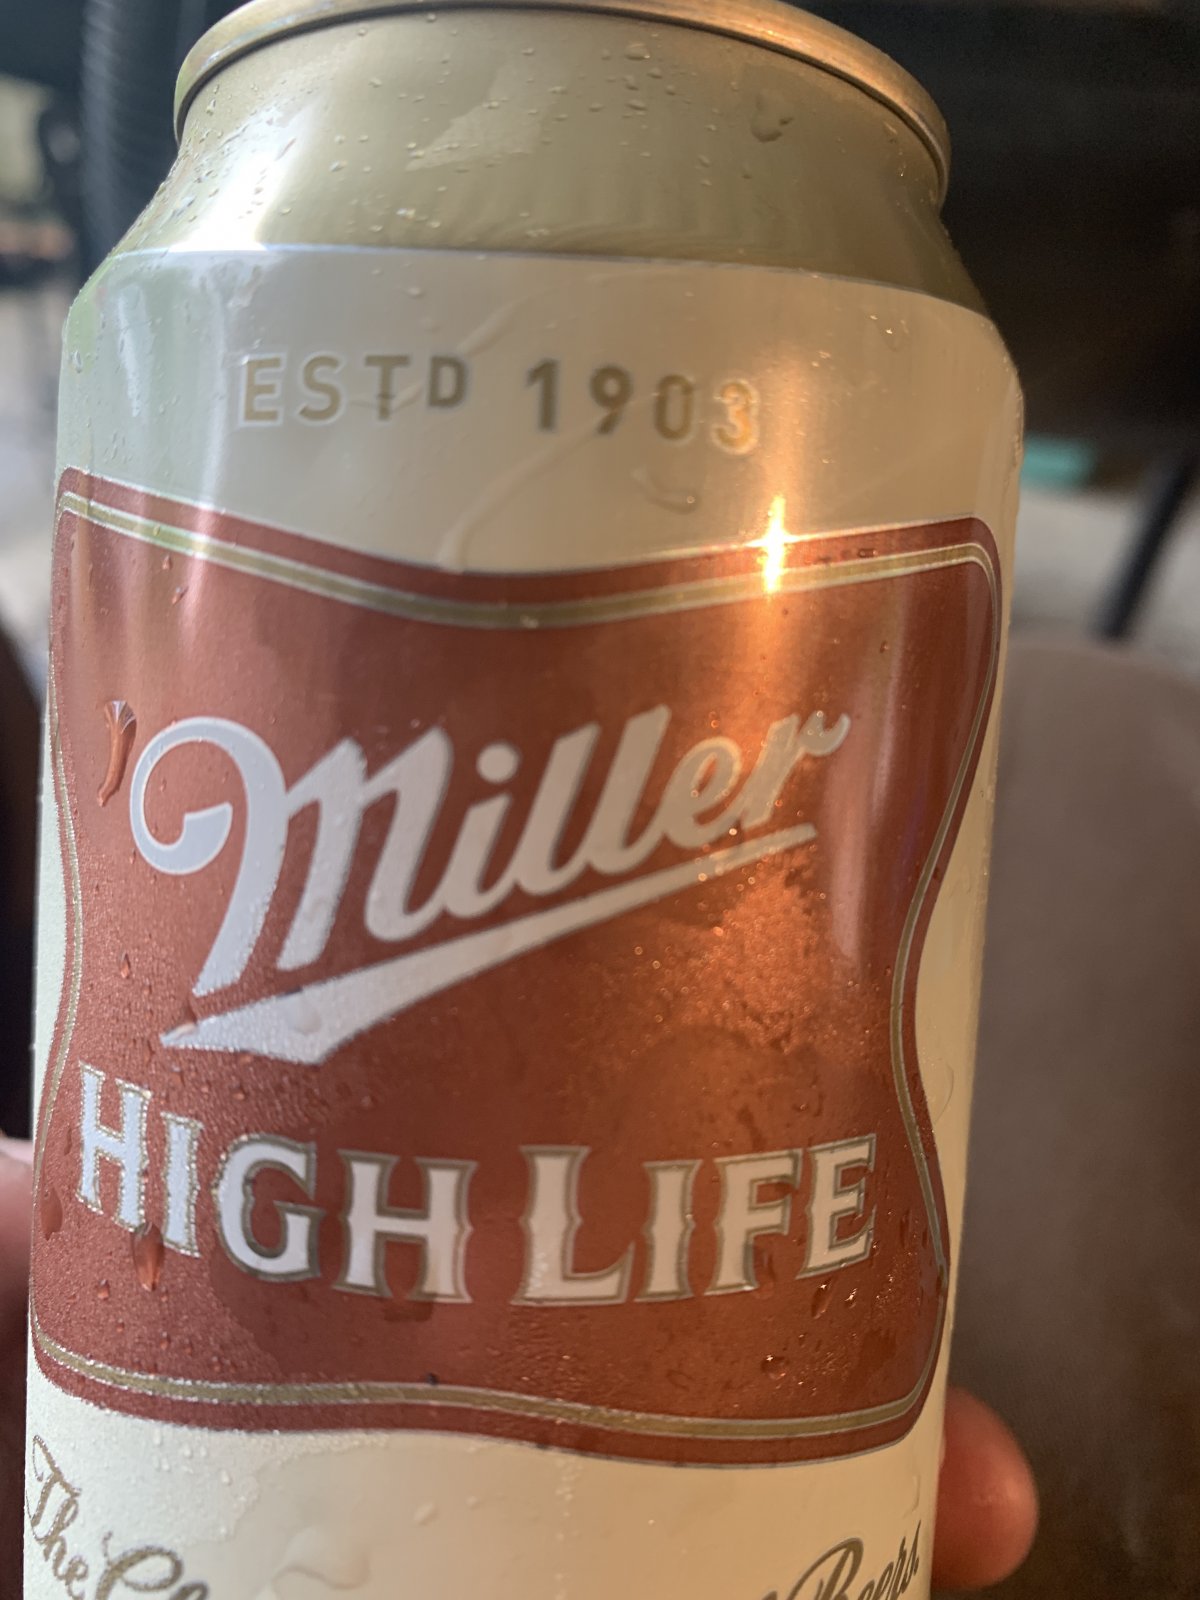 ESTD 1903
Miller
HIGH LIFE
The Beers